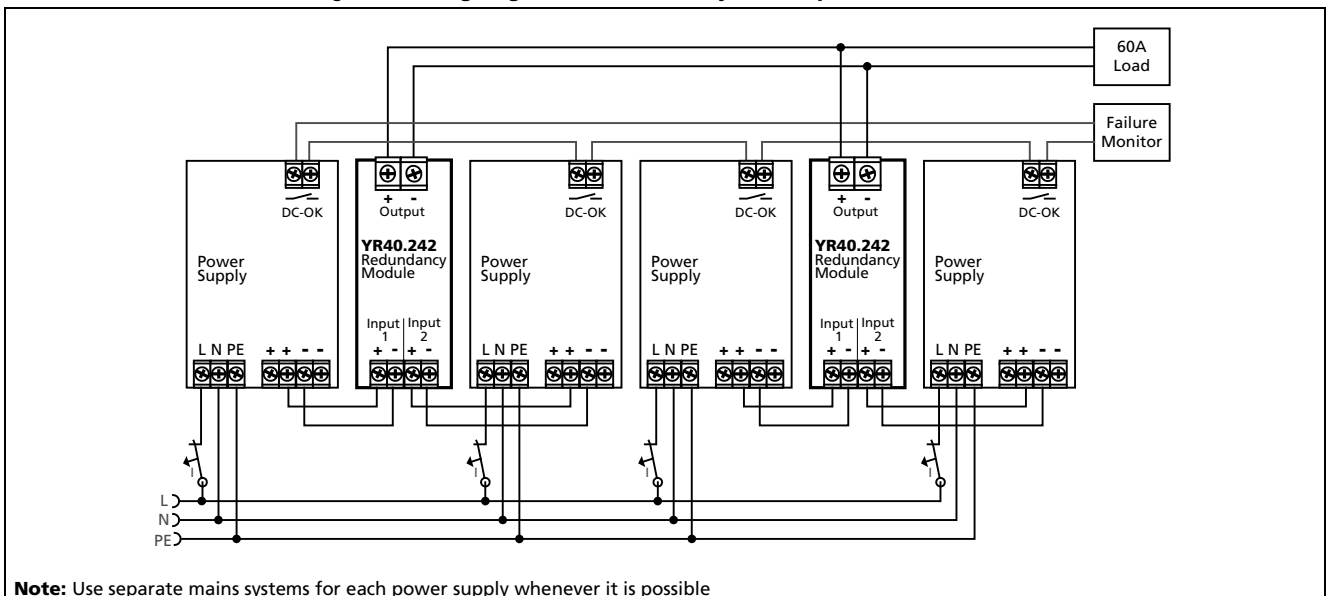 60A
Load
Failure
Monitor
DC-OK
+ -
Output
DC-OK
DC-OK
+ -
Output
DC-OK
Power
Supply
YR40.242
Redundancy
Module
Power
Supply
Power
Supply
YR40.242
Redundancy
Module
Power
Supply
L N PE + + - -
Input Input
1 2
+ - + -
L N PE + + - -
L N PE + + - -
Input Input
1 2
+ - + -
L N PE + + - -
I
I
I
I
L
N
PE
Note: Use separate mains systems for each power supply whenever it is possible